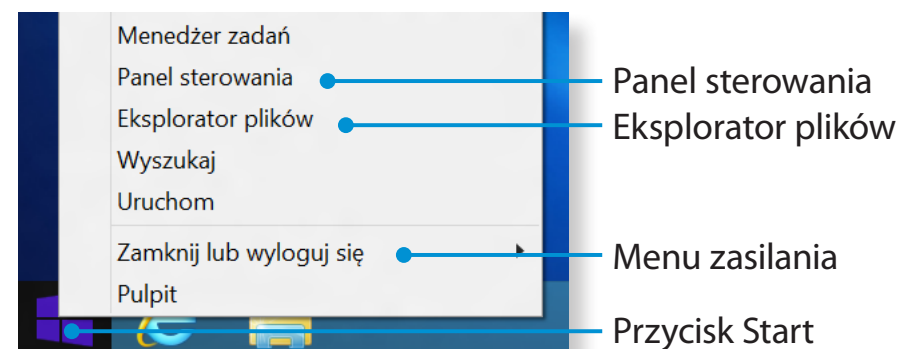 Menedżer zadań
Panel sterowania
Panel sterowania
Eksplorator plików
Eksplorator plików
Wyszukaj
Uruchom
Zamknij lub wyloguj się
Menu zasilania
Pulpit
Przycisk Start